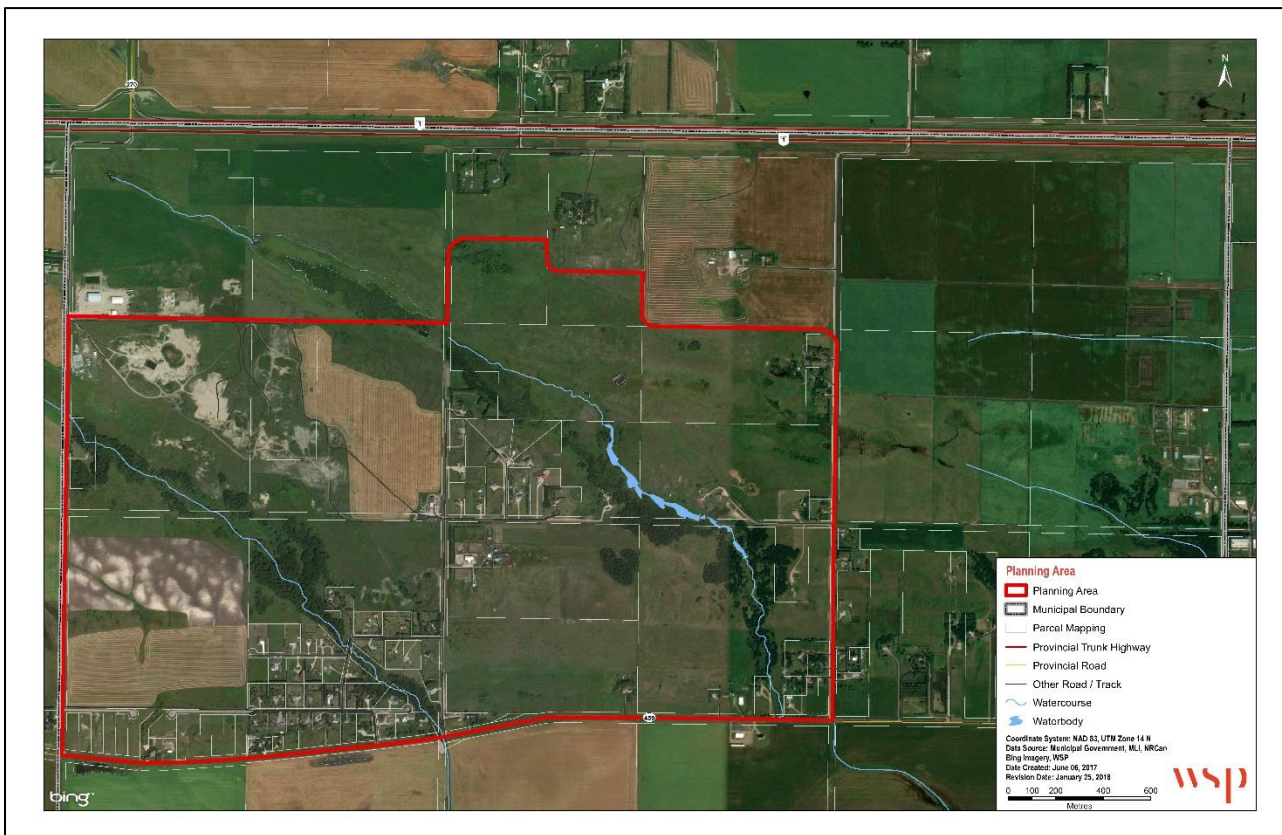 N
270
1
1
459
Planning Area
Planning Area
Municipal Boundary
Parcel Mapping
Provincial Trunk Highway
Provincial Road
Other Road / Track
Watercourse
Waterbody
Coordinate System: NAD 83, UTM Zone 14 N
Data Source: Municipal Government, MLI, NRCan
Bing Imagery, WSP
Date Created: June 06, 2017
Revision Date: January 25, 2018
0 100 200 400 600
Metres
wsp
bing